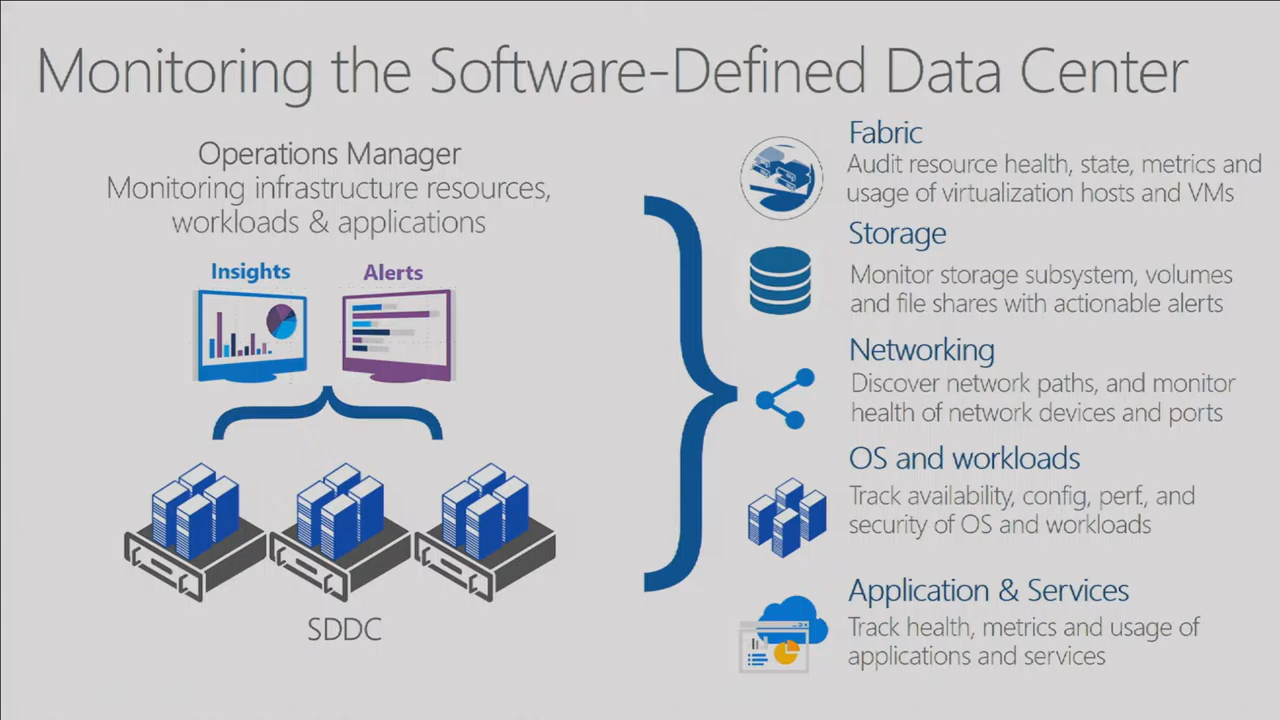 Monitoring the Software-Defined Data Center
Operations Manager
Monitoring infrastructure resources,
workloads & applications
Insights
Alerts
SDDC
Fabric
Audit resource health, state, metrics and
usage of virtualization hosts and VMs
Storage
Monitor storage subsystem, volumes
and file shares with actionable alerts
Networking
Discover network paths, and monitor
health of network devices and ports
OS and workloads
Track availability, config, perf, and
security of OS and workloads
Application & Services
Track health, metrics and usage of
applications and services